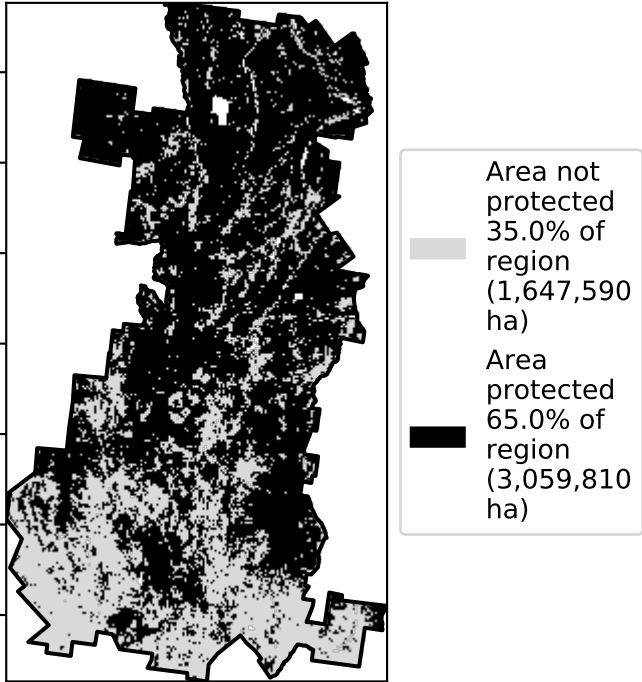 Area not
protected
35.0% of
region
(1,647,590
ha)
Area
protected
65.0% of
region
(3,059,810
ha)